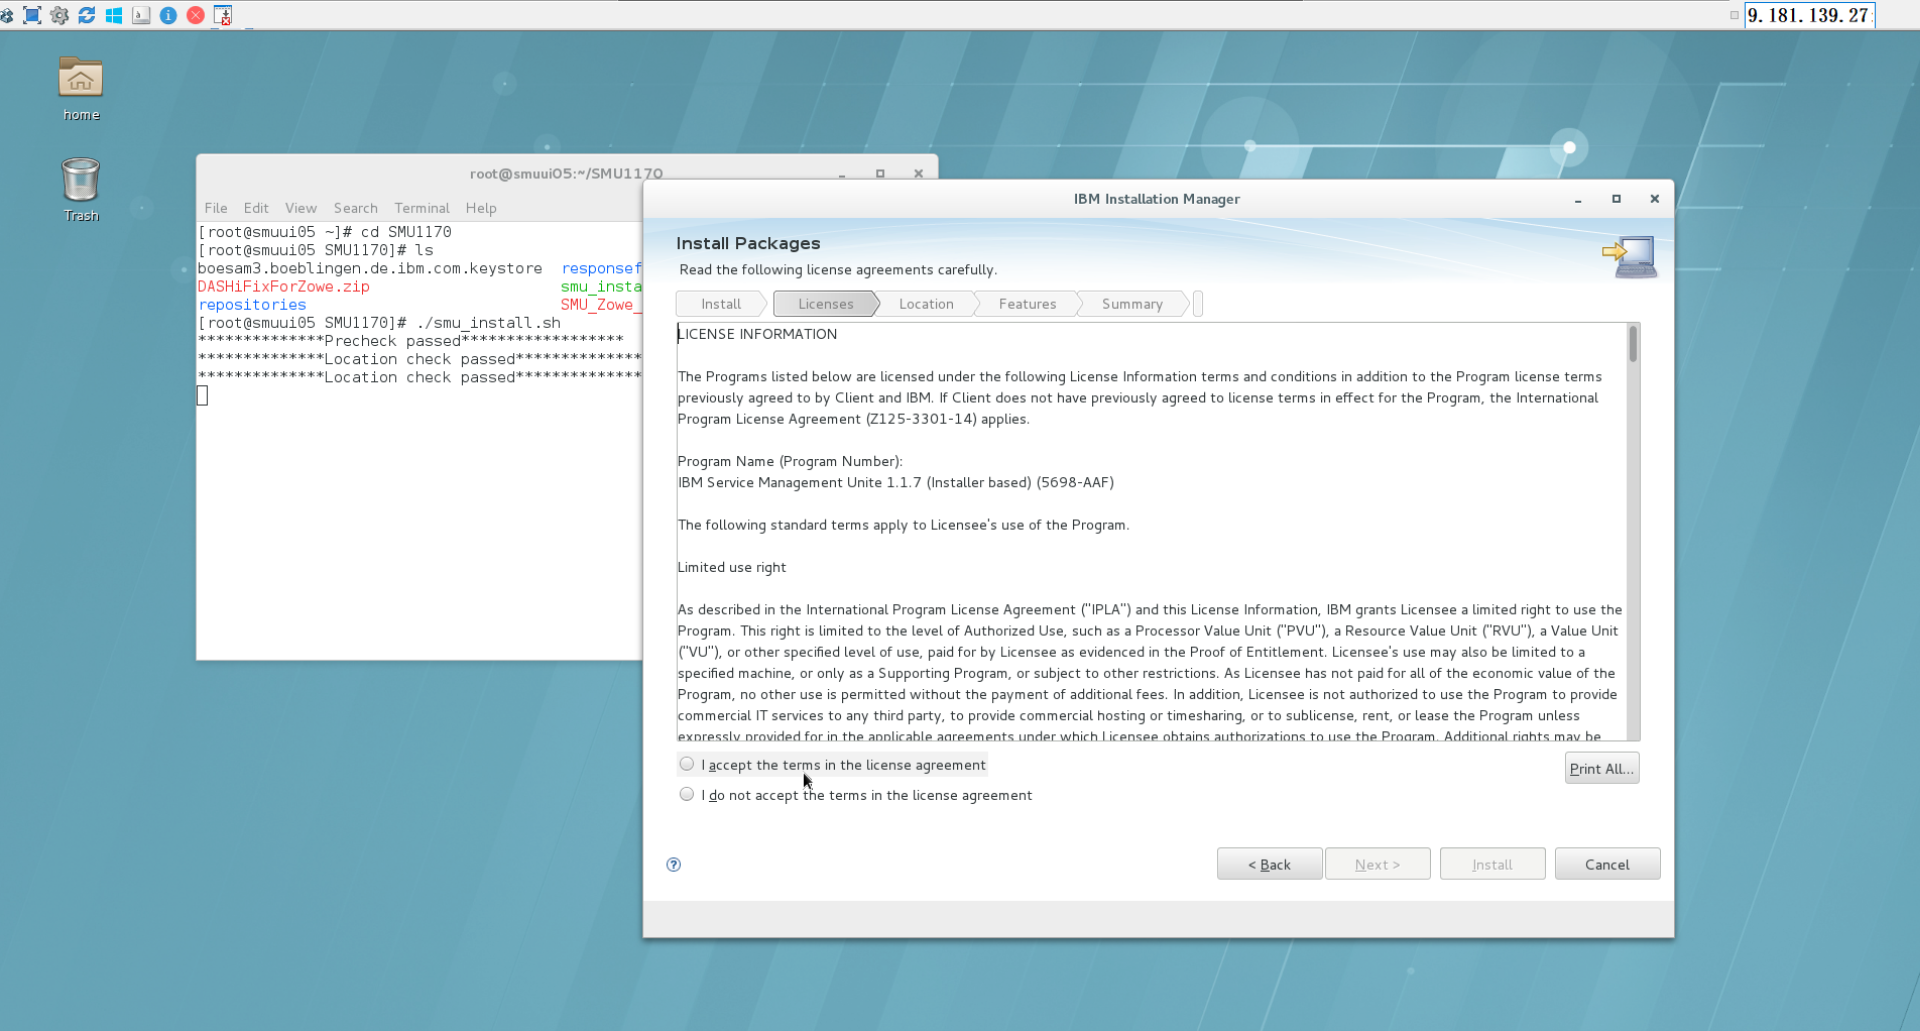 9.181.139.27
home
Trash
root@smuui05:~/SMU1170
File Edit View Search Terminal Help
[root@smuui05 ~]# cd SMU1170
[root@smuui05 SMU1170]# ls
boesam3.boeblingen.de.ibm.com.keystore responsef
DASHiFixForZowe.zip smu_insta
repositories SMU_Zowe_
[root@smuui05 SMU1170]# ./smu_install.sh
**************Precheck passed******************
**************Location check passed**************
**************Location check passed**************
IBM Installation Manager
Install Packages
Read the following license agreements carefully.
Install Licenses Location Features Summary
LICENSE INFORMATION
The Programs listed below are licensed under the following License Information terms and conditions in addition to the Program license terms
previously agreed to by Client and IBM. If Client does not have previously agreed to license terms in effect for the Program, the International
Program License Agreement (Z125-3301-14) applies.
Program Name (Program Number):
IBM Service Management Unite 1.1.7 (Installer based) (5698-AAF)
The following standard terms apply to Licensee's use of the Program.
Limited use right
As described in the International Program License Agreement ("IPLA") and this License Information, IBM grants Licensee a limited right to use the
Program. This right is limited to the level of Authorized Use, such as a Processor Value Unit ("PVU"), a Resource Value Unit ("RVU"), a Value Unit
("VU"), or other specified level of use, paid for by Licensee as evidenced in the Proof of Entitlement. Licensee's use may also be limited to a
specified machine, or only as a Supporting Program, or subject to other restrictions. As Licensee has not paid for all of the economic value of the
Program, no other use is permitted without the payment of additional fees. In addition, Licensee is not authorized to use the Program to provide
commercial IT services to any third party, to provide commercial hosting or timesharing, or to sublicense, rent, or lease the Program unless
expressly provided for in the applicable agreements under which Licensee obtains authorizations to use the Program. Additional rights may be
I accept the terms in the license agreement
Print All...
I do not accept the terms in the license agreement
< Back Next > Install Cancel